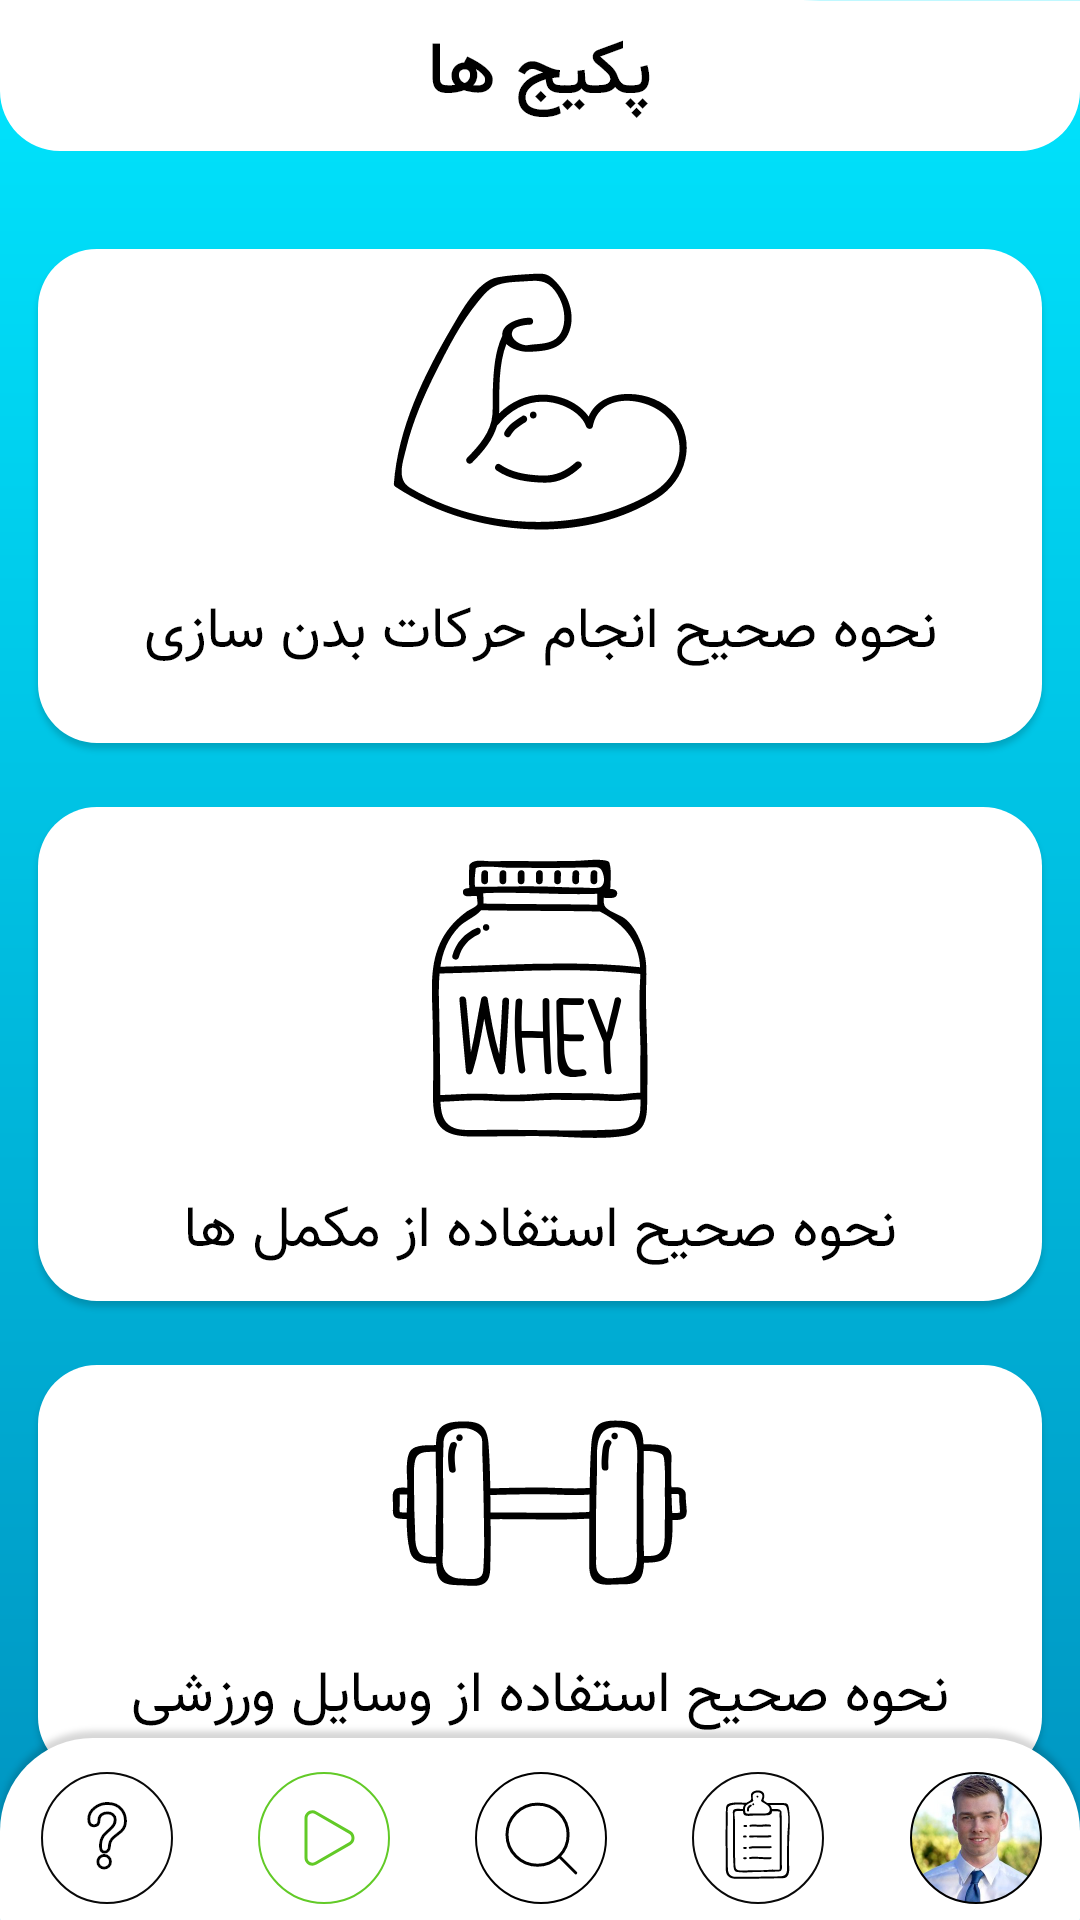 پکیج ها
نحوه صحیح انجام حرکات بدن سازی
WHEY
نحوه صحیح استفاده از مکمل ها
نحوه صحیح استفاده از وسایل ورزشی